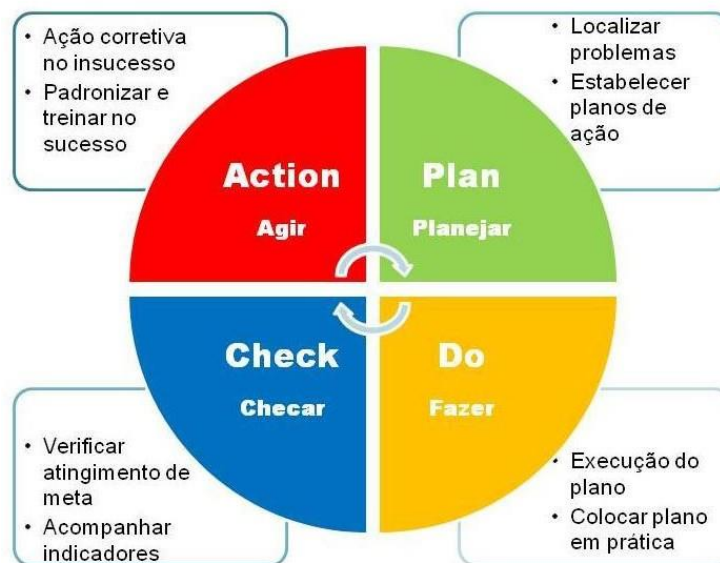 • Ação corretiva
no insucesso
• Padronizar e
treinar no
sucesso
• Localizar
problemas
• Estabelecer
planos de
ação
Action
Agir
Plan
Planejar
Check
Checar
Do
Fazer
• Verificar
atingimento de
meta
• Acompanhar
indicadores
• Execução do
plano
• Colocar plano
em prática